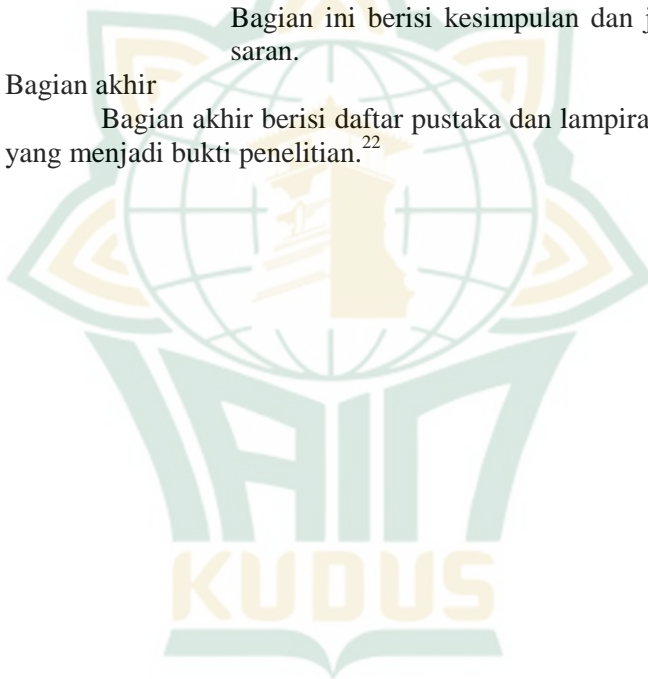 Bagian ini berisi kesimpulan dan j
saran.
Bagian akhir
Bagian akhir berisi daftar pustaka dan lampira
yang menjadi bukti penelitian.22
IAIN
KUDUS